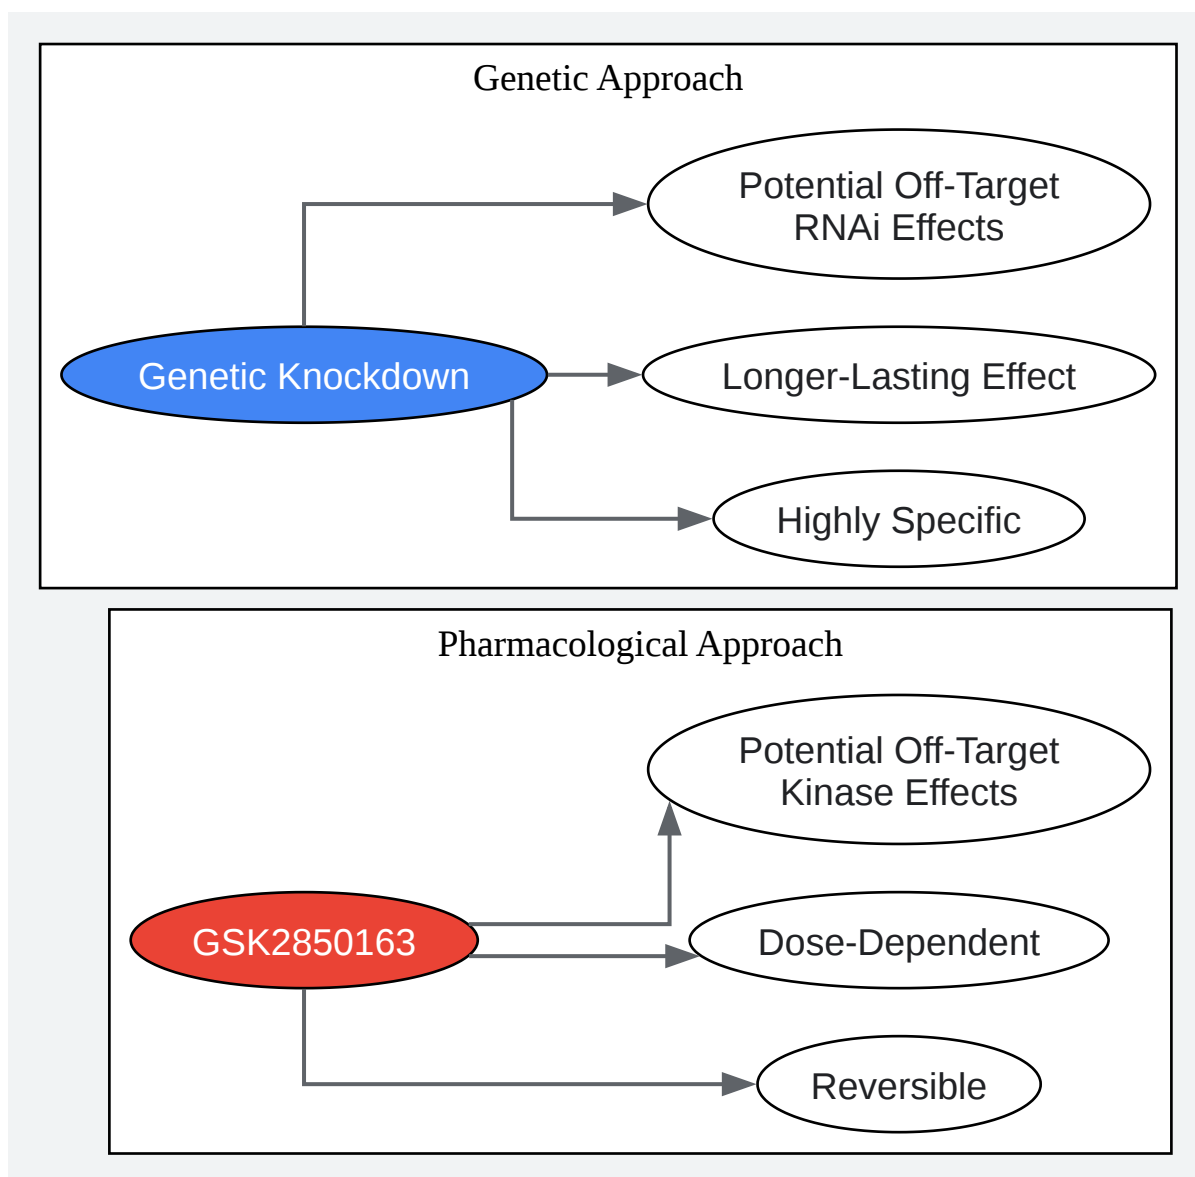 Genetic Approach
Potential Off-Target
RNAi Effects
Genetic Knockdown
Longer-Lasting Effect
Highly Specific
Pharmacological Approach
Potential Off-Target
Kinase Effects
GSK2850163
Dose-Dependent
Reversible